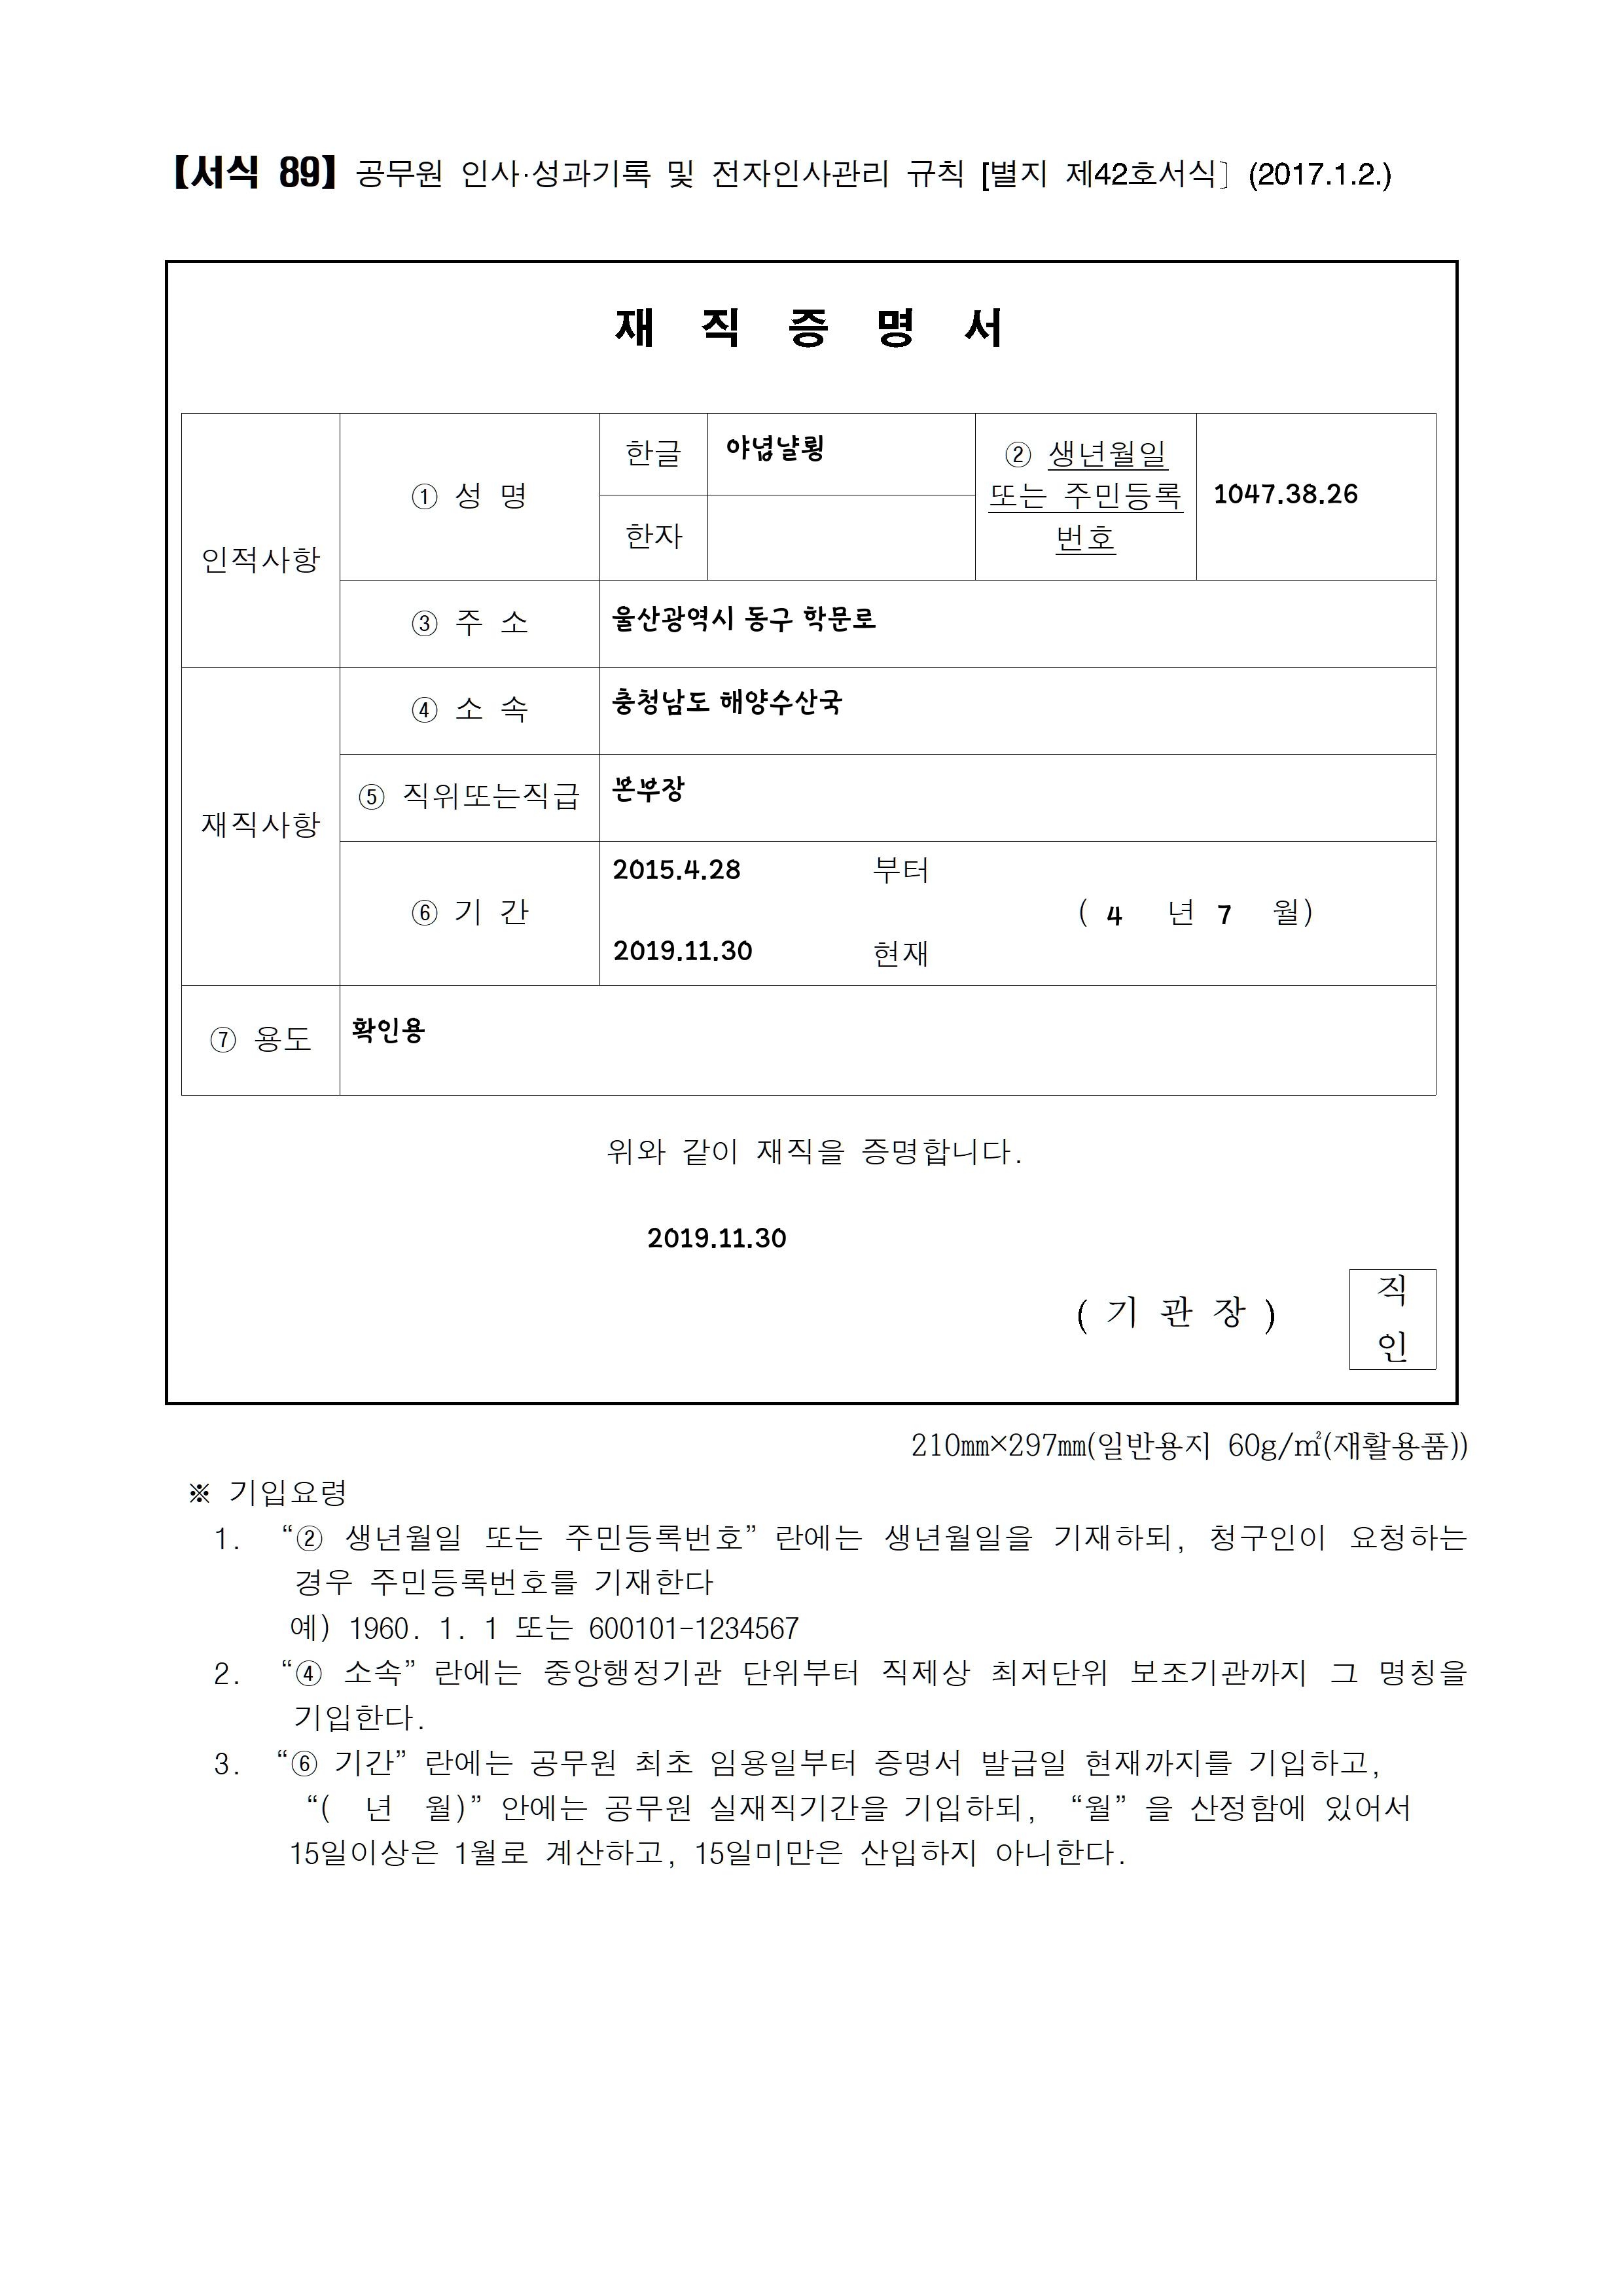 【서식 89】 공무원 인사·성과기록 및 전자인사관리 규칙 [별지 제42호서식] (2017.1.2.)
재 직 증 명 서
인적사항
① 성 명
한글
야넙냘묑
한자
② 생년월일
또는 주민등록
번호
1047.38.26
③ 주 소
울산광역시 동구 학문로
재직사항
④ 소 속
충청남도 해양수산국
⑤ 직위또는직급
본부장
⑥ 기 간
2015.4.28 부터
( 4 년 7 월)
2019.11.30 현재
⑦ 용도
확인용
위와 같이 재직을 증명합니다.
2019.11.30
( 기 관 장 )
직
인
210㎜×297㎜(일반용지 60g/㎡(재활용품))
※ 기입요령
1. “② 생년월일 또는 주민등록번호” 란에는 생년월일을 기재하되, 청구인이 요청하는
경우 주민등록번호를 기재한다
예) 1960. 1. 1 또는 600101-1234567
2. “④ 소속” 란에는 중앙행정기관 단위부터 직제상 최저단위 보조기관까지 그 명칭을
기입한다.
3. “⑥ 기간” 란에는 공무원 최초 임용일부터 증명서 발급일 현재까지를 기입하고,
“( 년 월)” 안에는 공무원 실재직기간을 기입하되, “월” 을 산정함에 있어서
15일이상은 1월로 계산하고, 15일미만은 산입하지 아니한다.